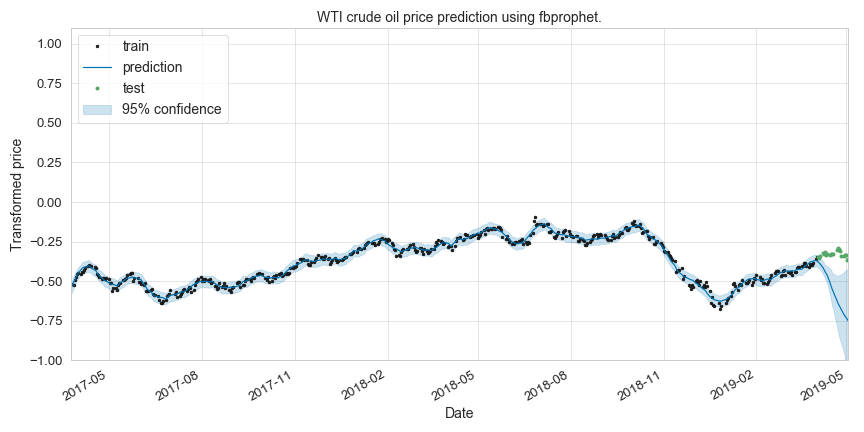 WTI crude oil price prediction using fbprophet.
train
prediction
test
95% confidence
Transformed price
1.00
0.75
0.50
0.25
0.00
−0.25
−0.50
−0.75
−1.00
2017-05
2017-08
2017-11
2018-02
2018-05
2018-08
2018-11
2019-02
2019-05
Date